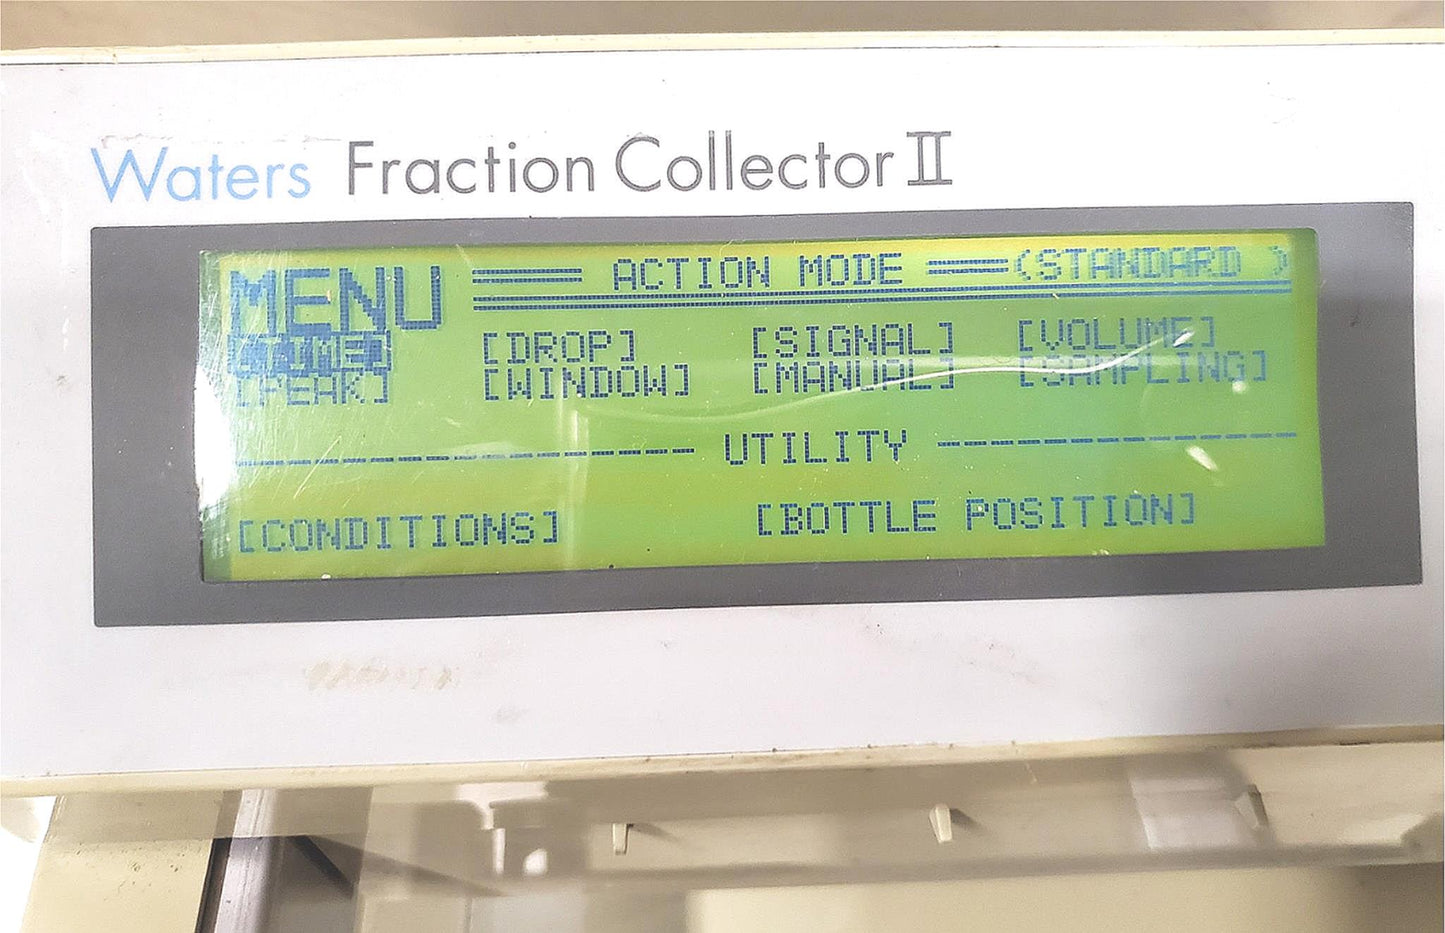 Waters Fraction Collector II
MENU ===== ACTION MODE =====(STANDARD )
[TIME] [DROP] [SIGNAL] [VOLUME]
[PEAK] [WINDOW] [MANUAL] [SAMPLING]
UTILITY
[CONDITIONS] [BOTTLE POSITION]